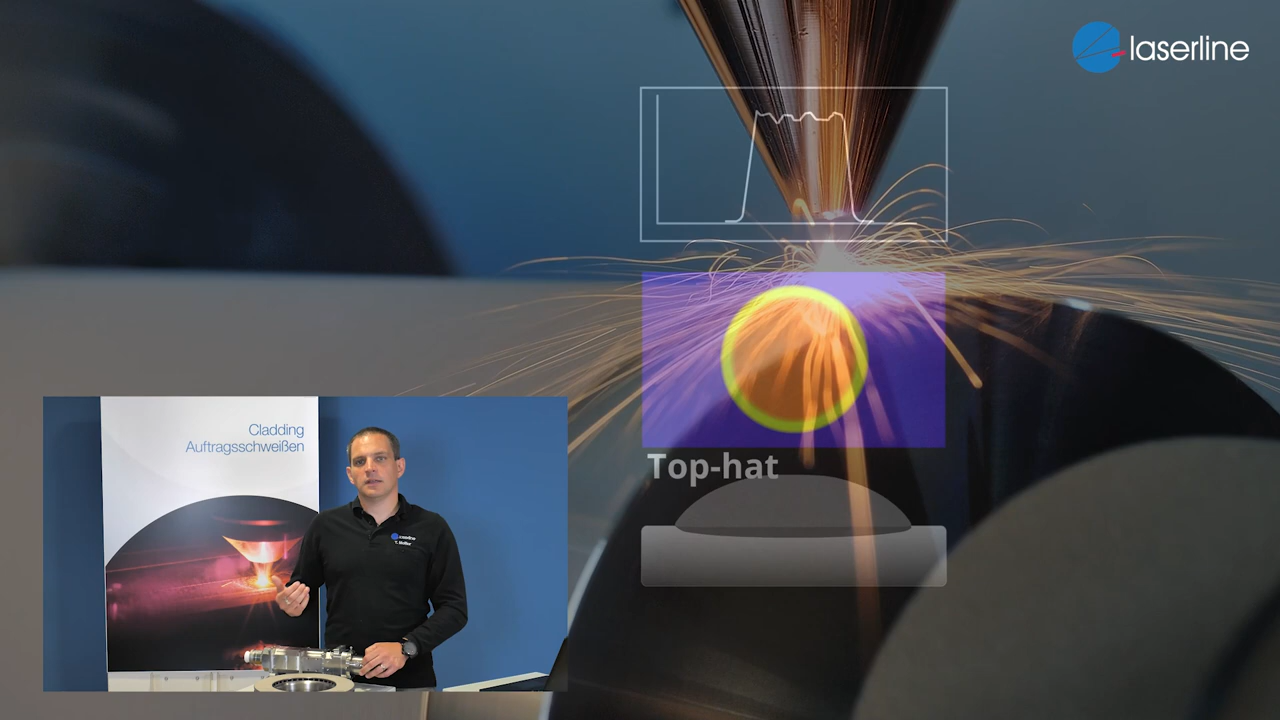 laserline
Top-hat
Cladding
Auftragsschweißen